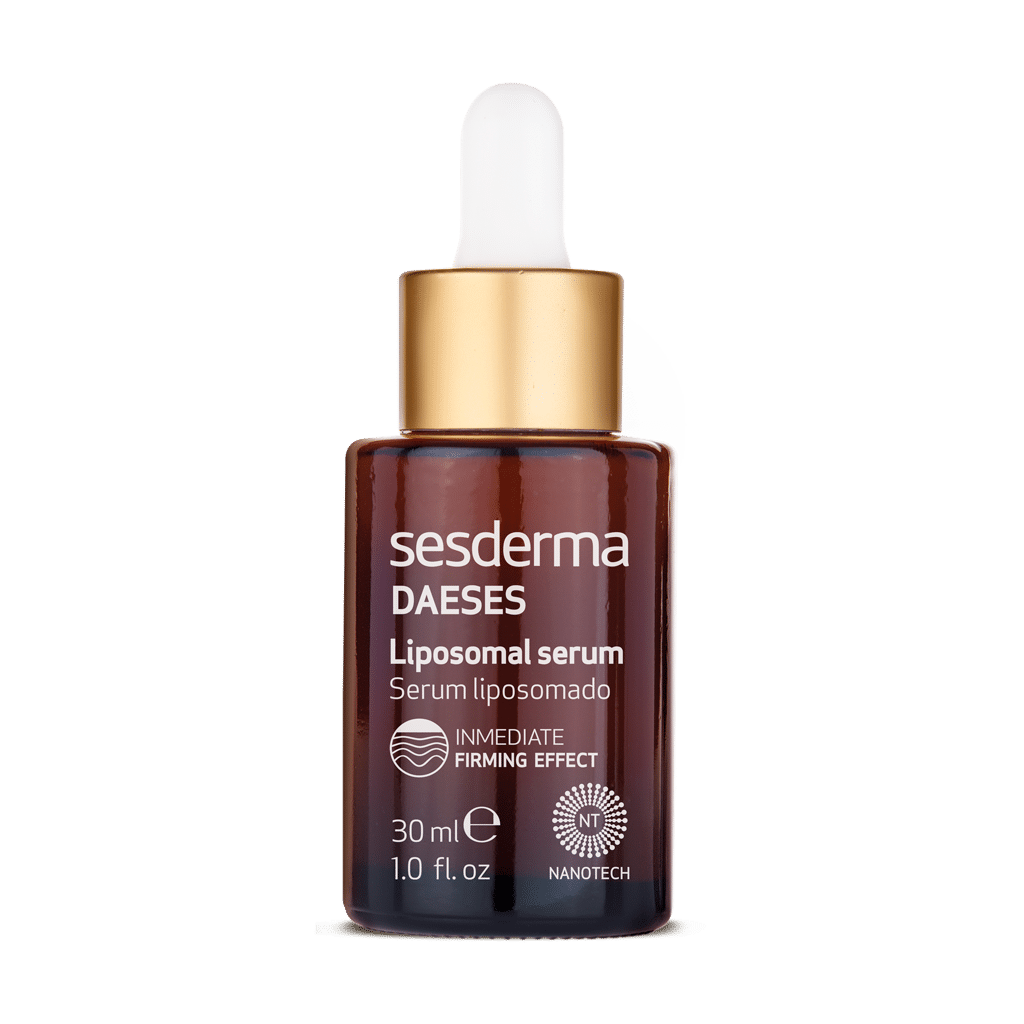 sesderma
DAESES
Liposomal serum
Serum liposomado
INMEDIATE
FIRMING EFFECT
30 ml ℮
1.0 fl. oz
NT
NANOTECH